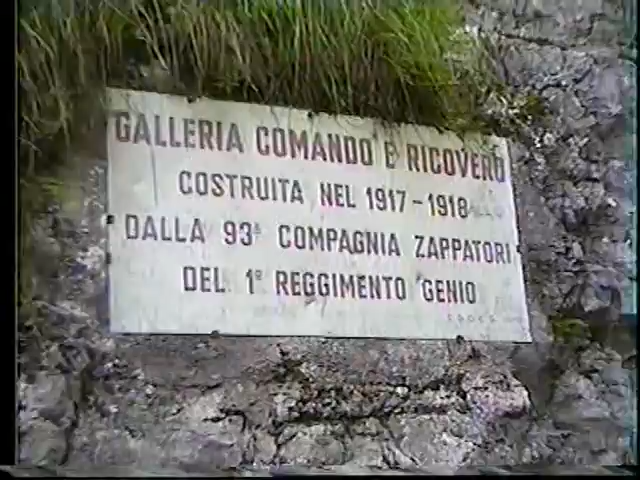 GALLERIA COMANDO E RICOVERO
COSTRUITA NEL 1917-1918
DALLA 93ª COMPAGNIA ZAPPATORI
DEL 1º REGGIMENTO GENIO